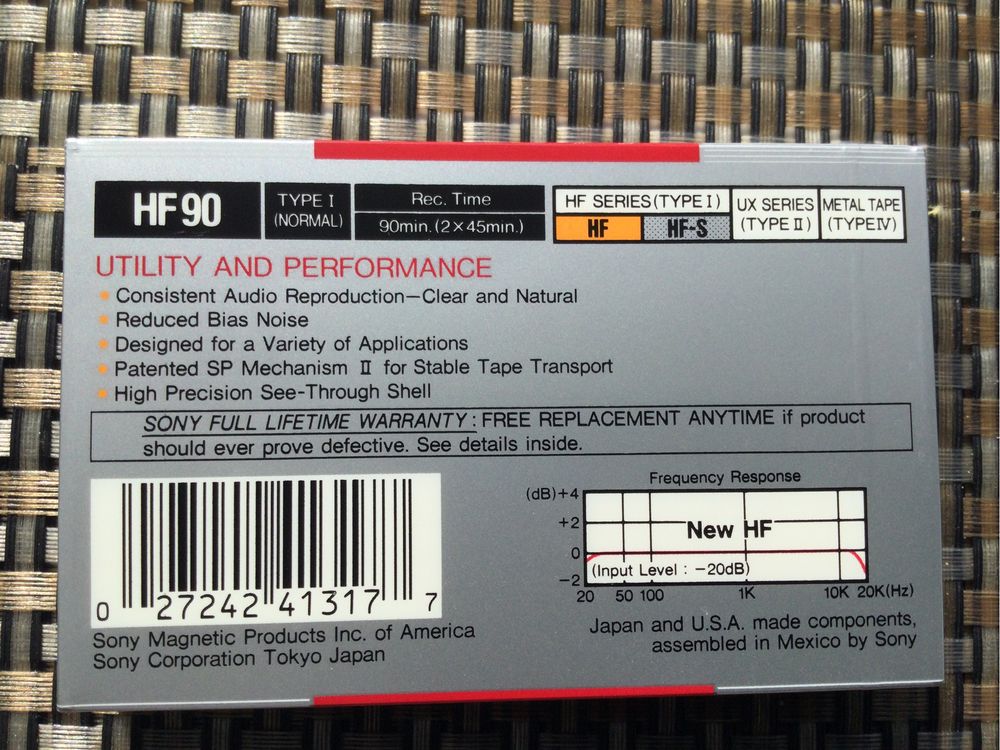 HF90
TYPE I
(NORMAL)
Rec. Time
90min.(2×45min.)
HF SERIES(TYPE I)
HF
HF-S
UX SERIES
(TYPE II)
METAL TAPE
(TYPE IV)
UTILITY AND PERFORMANCE
• Consistent Audio Reproduction—Clear and Natural
• Reduced Bias Noise
• Designed for a Variety of Applications
• Patented SP Mechanism II for Stable Tape Transport
• High Precision See-Through Shell
SONY FULL LIFETIME WARRANTY: FREE REPLACEMENT ANYTIME if product
should ever prove defective. See details inside.
0 27242 41317 7
Sony Magnetic Products Inc. of America
Sony Corporation Tokyo Japan
Frequency Response
(dB)+4
+2
0
-2
New HF
(Input Level : -20dB)
20 50 100 1K 10K 20K(Hz)
Japan and U.S.A. made components,
assembled in Mexico by Sony